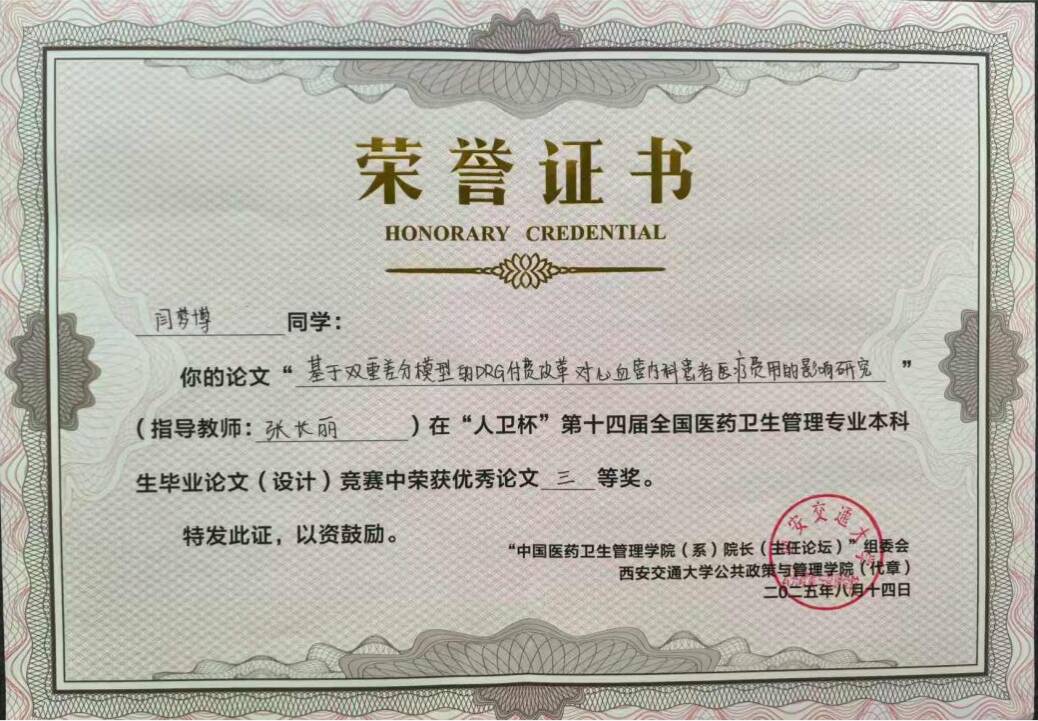 荣誉证书
HONORARY CREDENTIAL
闫梦博 同学：
你的论文“基于双重差分模型的DRG付费改革对心血管内科患者医疗费用的影响研究”
（指导教师：张长丽）在“人卫杯”第十四届全国医药卫生管理专业本科
生毕业论文（设计）竞赛中荣获优秀论文三等奖。
特发此证，以资鼓励。
“中国医药卫生管理学院（系）院长（主任论坛）”组委会
西安交通大学公共政策与管理学院（代章）
二〇二五年八月十四日
西安交通大学